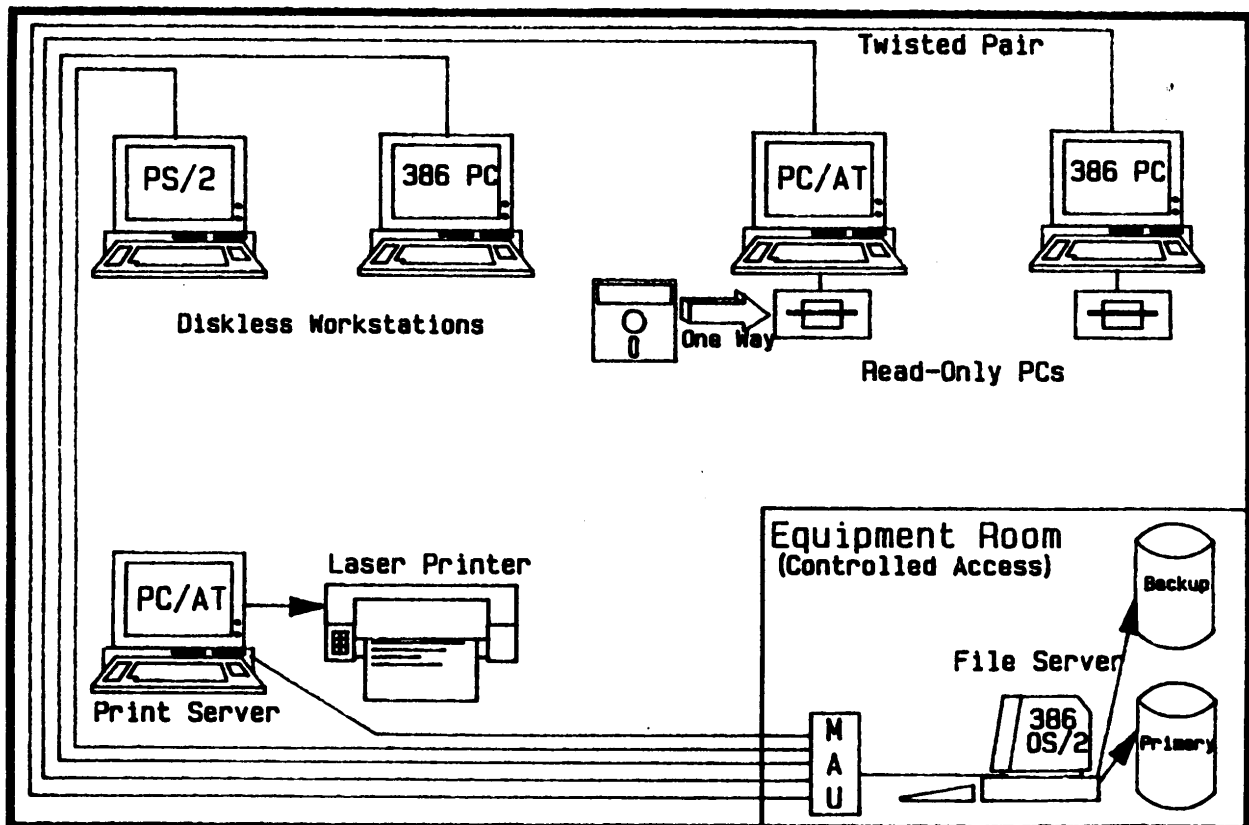 Twisted Pair
PS/2
386 PC
PC/AT
386 PC
Diskless Workstations
One Way
Read-Only PCs
Equipment Room
(Controlled Access)
Backup
Laser Printer
PC/AT
File Server
Print Server
386
OS/2
Primary
M
A
U